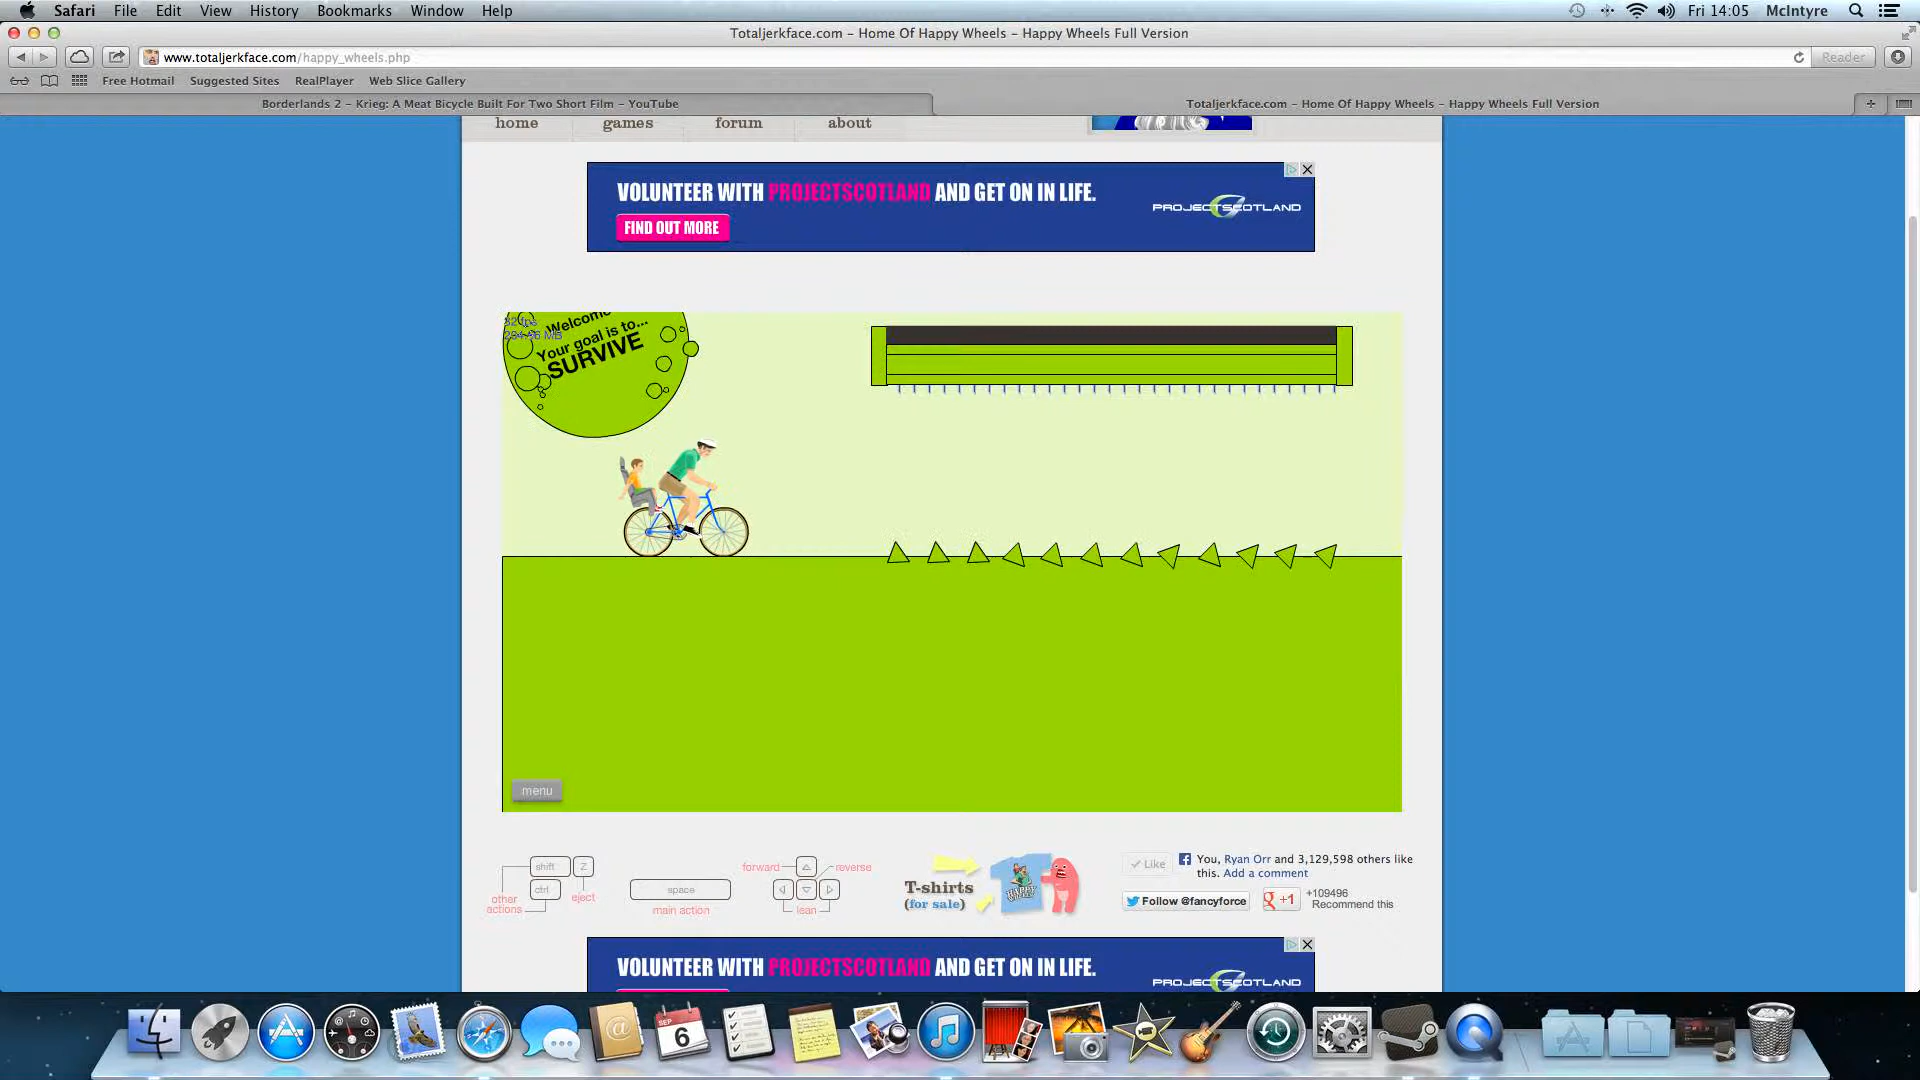 Safari File Edit View History Bookmarks Window Help
Fri 14:05 McIntyre
Totaljerkface.com – Home Of Happy Wheels – Happy Wheels Full Version
www.totaljerkface.com/happy_wheels.php
Reader
Free Hotmail Suggested Sites RealPlayer Web Slice Gallery
Borderlands 2 – Krieg: A Meat Bicycle Built For Two Short Film – YouTube
Totaljerkface.com – Home Of Happy Wheels – Happy Wheels Full Version
home games forum about
VOLUNTEER WITH PROJECTSCOTLAND AND GET ON IN LIFE.
PROJECTSCOTLAND
FIND OUT MORE
Welcome
Your goal is to...
SURVIVE
menu
shift Z
ctrl
other
actions
eject
space
main action
forward
reverse
lean
T-shirts
(for sale)
Like
You, Ryan Orr and 3,129,598 others like
this. Add a comment
Follow @fancyforce
+1
+109496
Recommend this
VOLUNTEER WITH PROJECTSCOTLAND AND GET ON IN LIFE.
PROJECTSCOTLAND
SEP
6